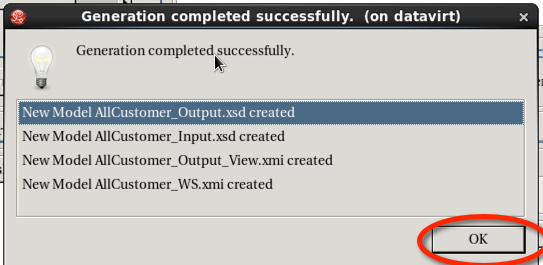 Generation completed successfully. (on datavirt)
Generation completed successfully.
New Model AllCustomer_Output.xsd created
New Model AllCustomer_Input.xsd created
New Model AllCustomer_Output_View.xmi created
New Model AllCustomer_WS.xmi created
OK